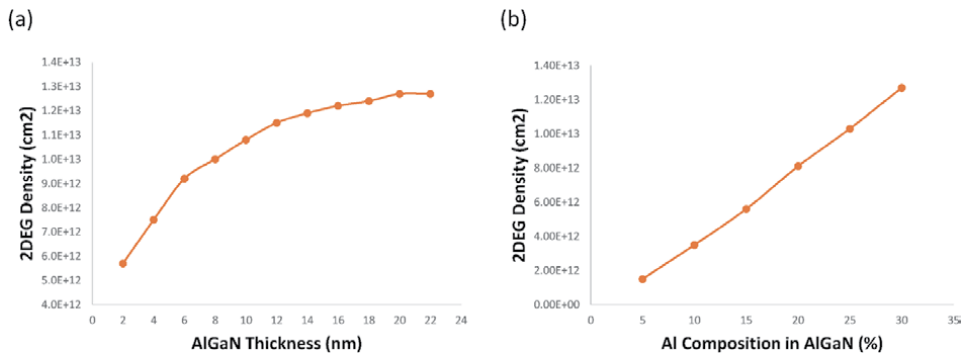 (a)
1.4E+13
1.3E+13
1.2E+13
1.1E+13
1.0E+13
9.0E+12
8.0E+12
7.0E+12
6.0E+12
5.0E+12
4.0E+12
2DEG Density (cm2)
0 2 4 6 8 10 12 14 16 18 20 22 24
AlGaN Thickness (nm)
(b)
1.40E+13
1.20E+13
1.00E+13
8.00E+12
6.00E+12
4.00E+12
2.00E+12
0.00E+00
2DEG Density (cm2)
0 5 10 15 20 25 30 35
Al Composition in AlGaN (%)